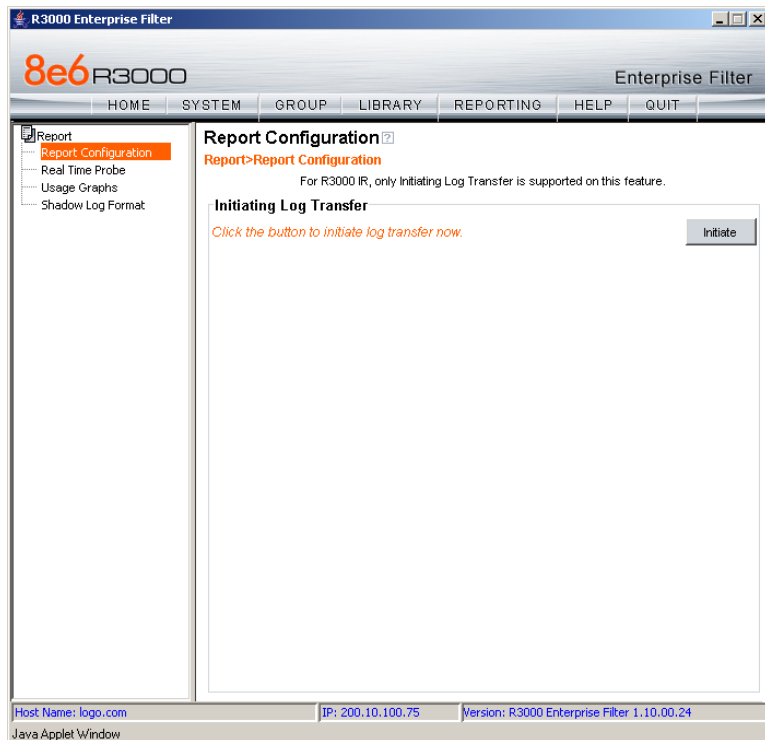 R3000 Enterprise Filter
8e6 R3000
Enterprise Filter
HOME SYSTEM GROUP LIBRARY REPORTING HELP QUIT
Report
Report Configuration
Real Time Probe
Usage Graphs
Shadow Log Format
Report Configuration ?
Report>Report Configuration
For R3000 IR, only Initiating Log Transfer is supported on this feature.
Initiating Log Transfer
Click the button to initiate log transfer now.
Initiate
Host Name: logo.com
IP: 200.10.100.75
Version: R3000 Enterprise Filter 1.10.00.24
Java Applet Window